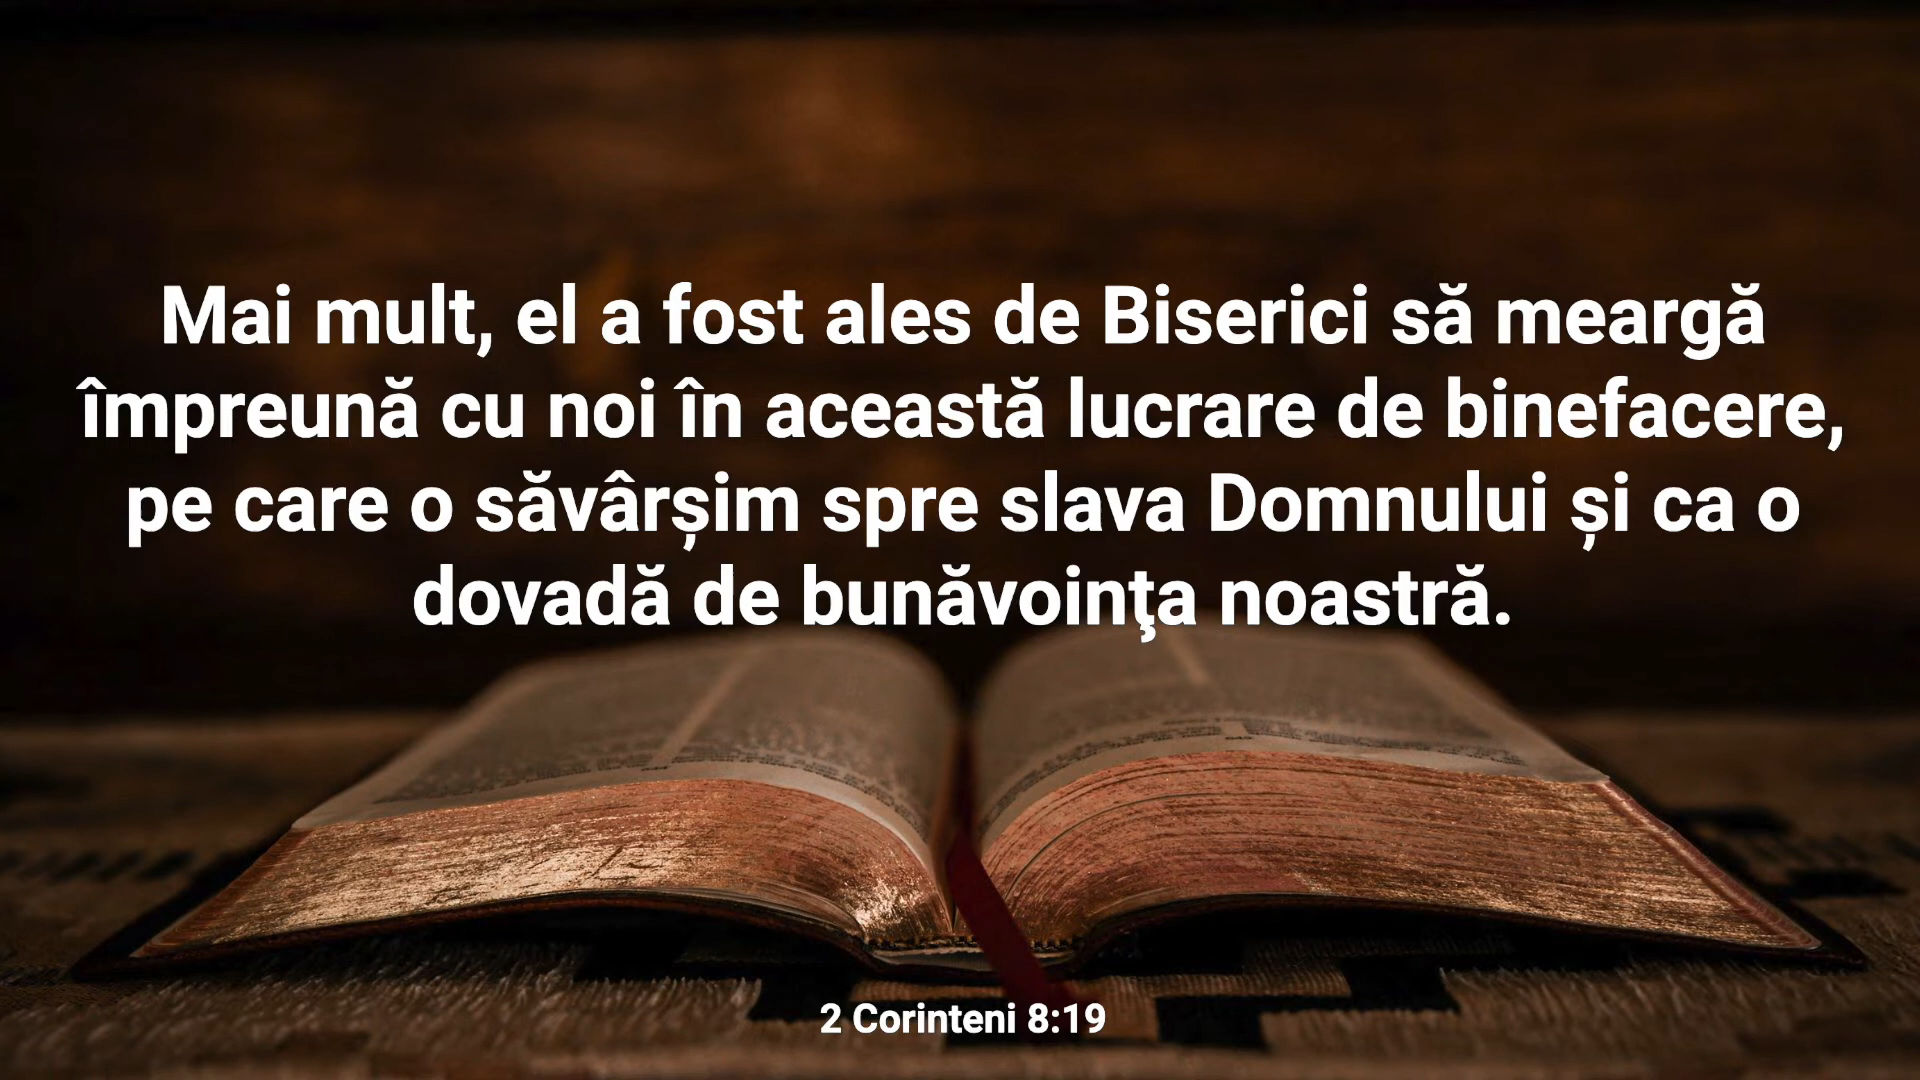 Mai mult, el a fost ales de Biserici să meargă
împreună cu noi în această lucrare de binefacere,
pe care o săvârșim spre slava Domnului și ca o
dovadă de bunăvoinţa noastră.
2 Corinteni 8:19